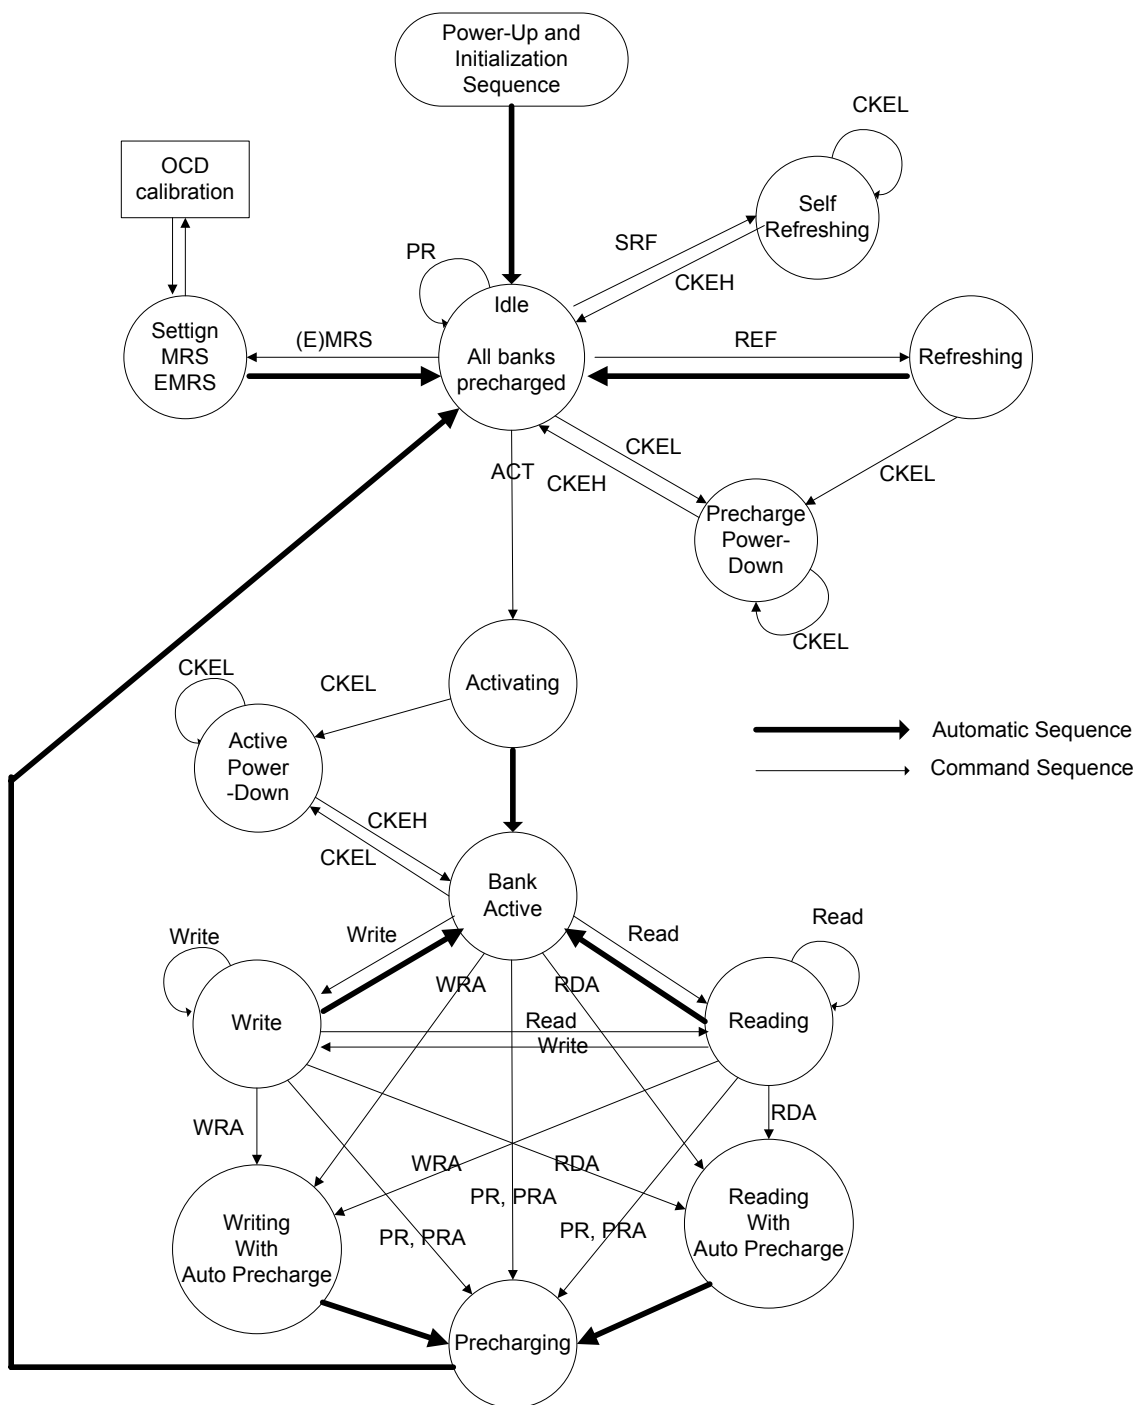 Power-Up and
Initialization
Sequence
CKEL
OCD
calibration
Self
Refreshing
SRF
PR
CKEH
Idle
All banks
precharged
Settign
MRS
EMRS
(E)MRS
REF
Refreshing
ACT
CKEL
CKEH
CKEL
Precharge
Power-
Down
CKEL
Activating
CKEL
CKEL
Active
Power
-Down
Automatic Sequence
Command Sequence
CKEH
CKEL
Bank
Active
Write
Write
Read
Read
WRA
RDA
Write
Read
Write
Reading
WRA
RDA
WRA
RDA
PR, PRA
PR, PRA
PR, PRA
Writing
With
Auto Precharge
Reading
With
Auto Precharge
Precharging